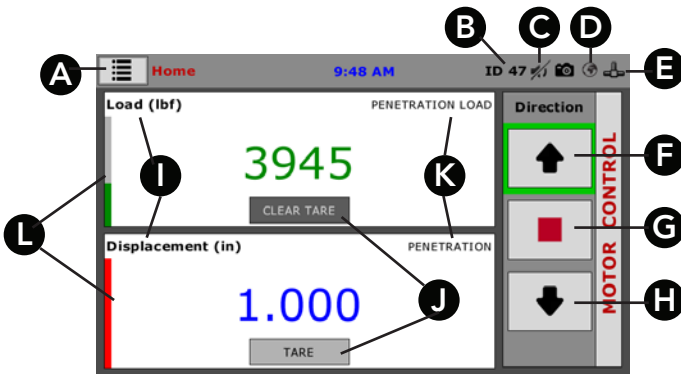 B C D
A Home 9:48 AM ID 47 E
Load (lbf) PENETRATION LOAD Direction
I 3945 K F
CLEAR TARE
L G
Displacement (in) PENETRATION
1.000 J H
TARE
MOTOR CONTROL